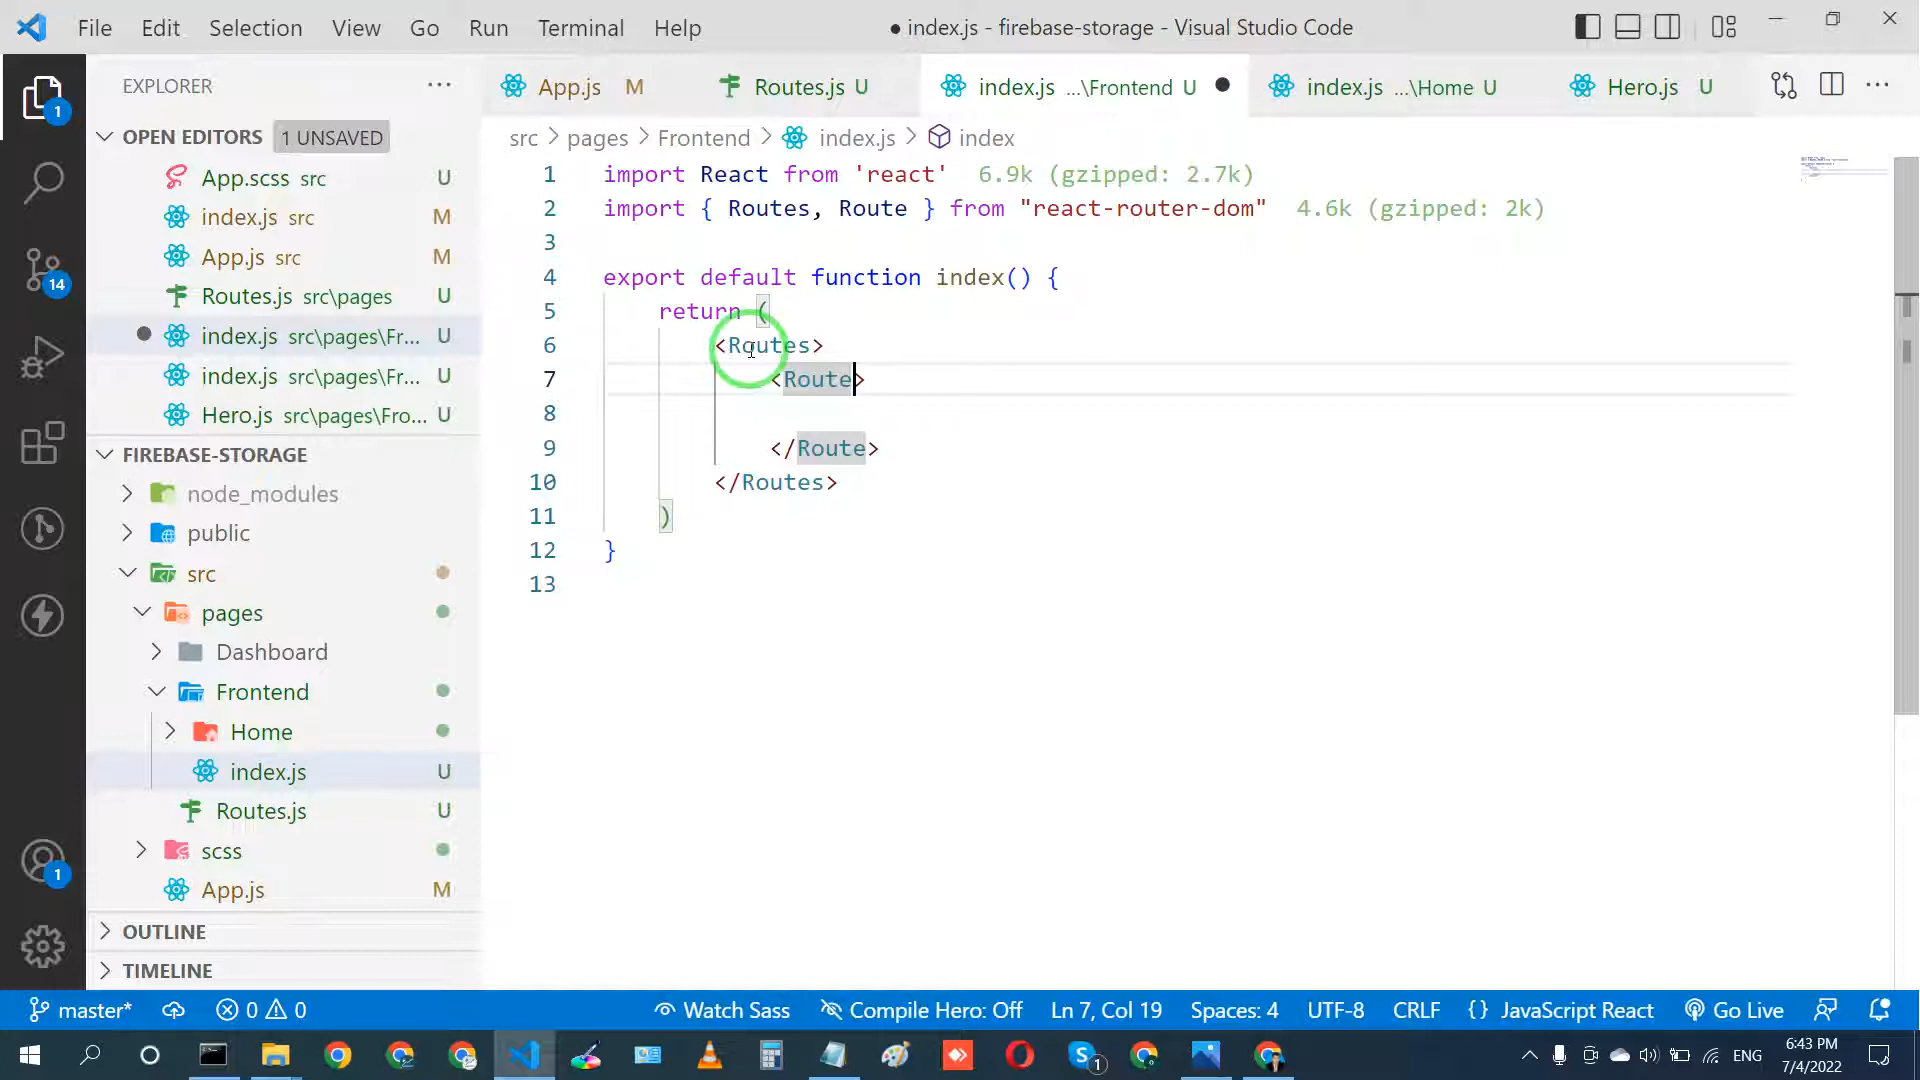 File Edit Selection View Go Run Terminal Help
● index.js - firebase-storage - Visual Studio Code
EXPLORER
OPEN EDITORS 1 UNSAVED
App.scss src U
index.js src M
App.js src M
Routes.js src\pages U
index.js src\pages\Fr... U
index.js src\pages\Fr... U
Hero.js src\pages\Fro... U
FIREBASE-STORAGE
node_modules
public
src
pages
Dashboard
Frontend
Home
index.js U
Routes.js U
scss
App.js M
OUTLINE
TIMELINE
1
14
1
App.js M
Routes.js U
index.js ...\Frontend U
index.js ...\Home U
Hero.js U
src > pages > Frontend > index.js > index
1 import React from 'react' 6.9k (gzipped: 2.7k)
2 import { Routes, Route } from "react-router-dom" 4.6k (gzipped: 2k)
3
4 export default function index() {
5 return (
6 <Routes>
7 <Route>
8
9 </Route>
10 </Routes>
11 )
12 }
13
master* 0 0 Watch Sass Compile Hero: Off Ln 7, Col 19 Spaces: 4 UTF-8 CRLF {} JavaScript React Go Live
1
ENG
6:43 PM
7/4/2022